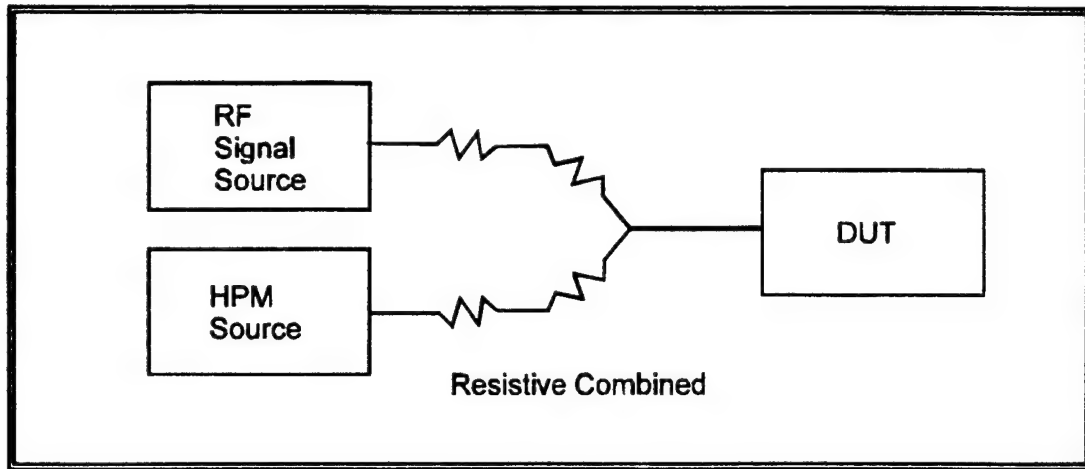 RF
Signal
Source
DUT
HPM
Source
Resistive Combined